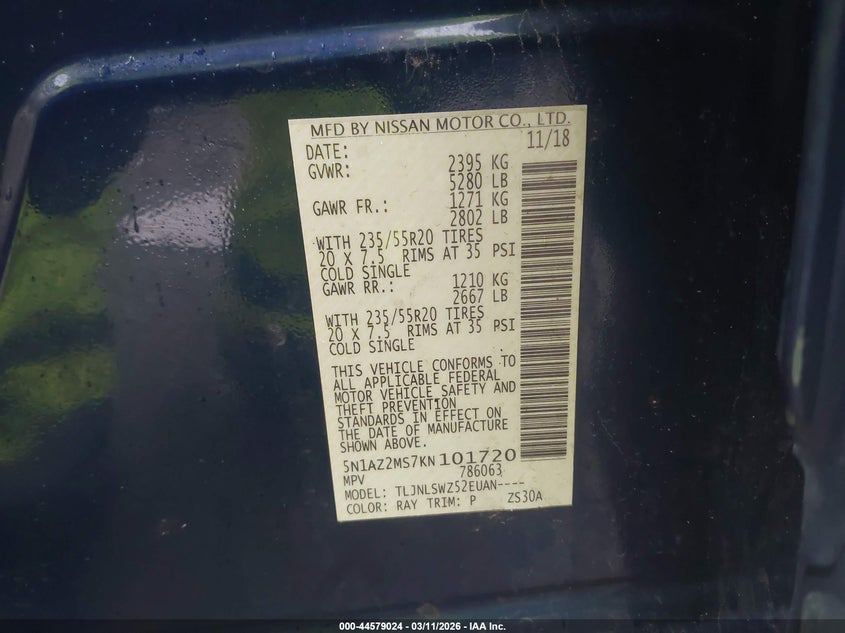 MFD BY NISSAN MOTOR CO., LTD.
DATE: 11/18
GVWR: 2395 KG
5280 LB
GAWR FR.: 1271 KG
2802 LB
WITH 235/55R20 TIRES
20 X 7.5 RIMS AT 35 PSI
COLD SINGLE
GAWR RR.: 1210 KG
2667 LB
WITH 235/55R20 TIRES
20 X 7.5 RIMS AT 35 PSI
COLD SINGLE
THIS VEHICLE CONFORMS TO
ALL APPLICABLE FEDERAL
MOTOR VEHICLE SAFETY AND
THEFT PREVENTION
STANDARDS IN EFFECT ON
THE DATE OF MANUFACTURE
SHOWN ABOVE.
5N1AZ2MS7KN101720
MPV 786063
MODEL: TLJNLSWZ52EUAN----
COLOR: RAY TRIM: P ZS30A
000-44579024 - 03/11/2026 - IAA Inc.